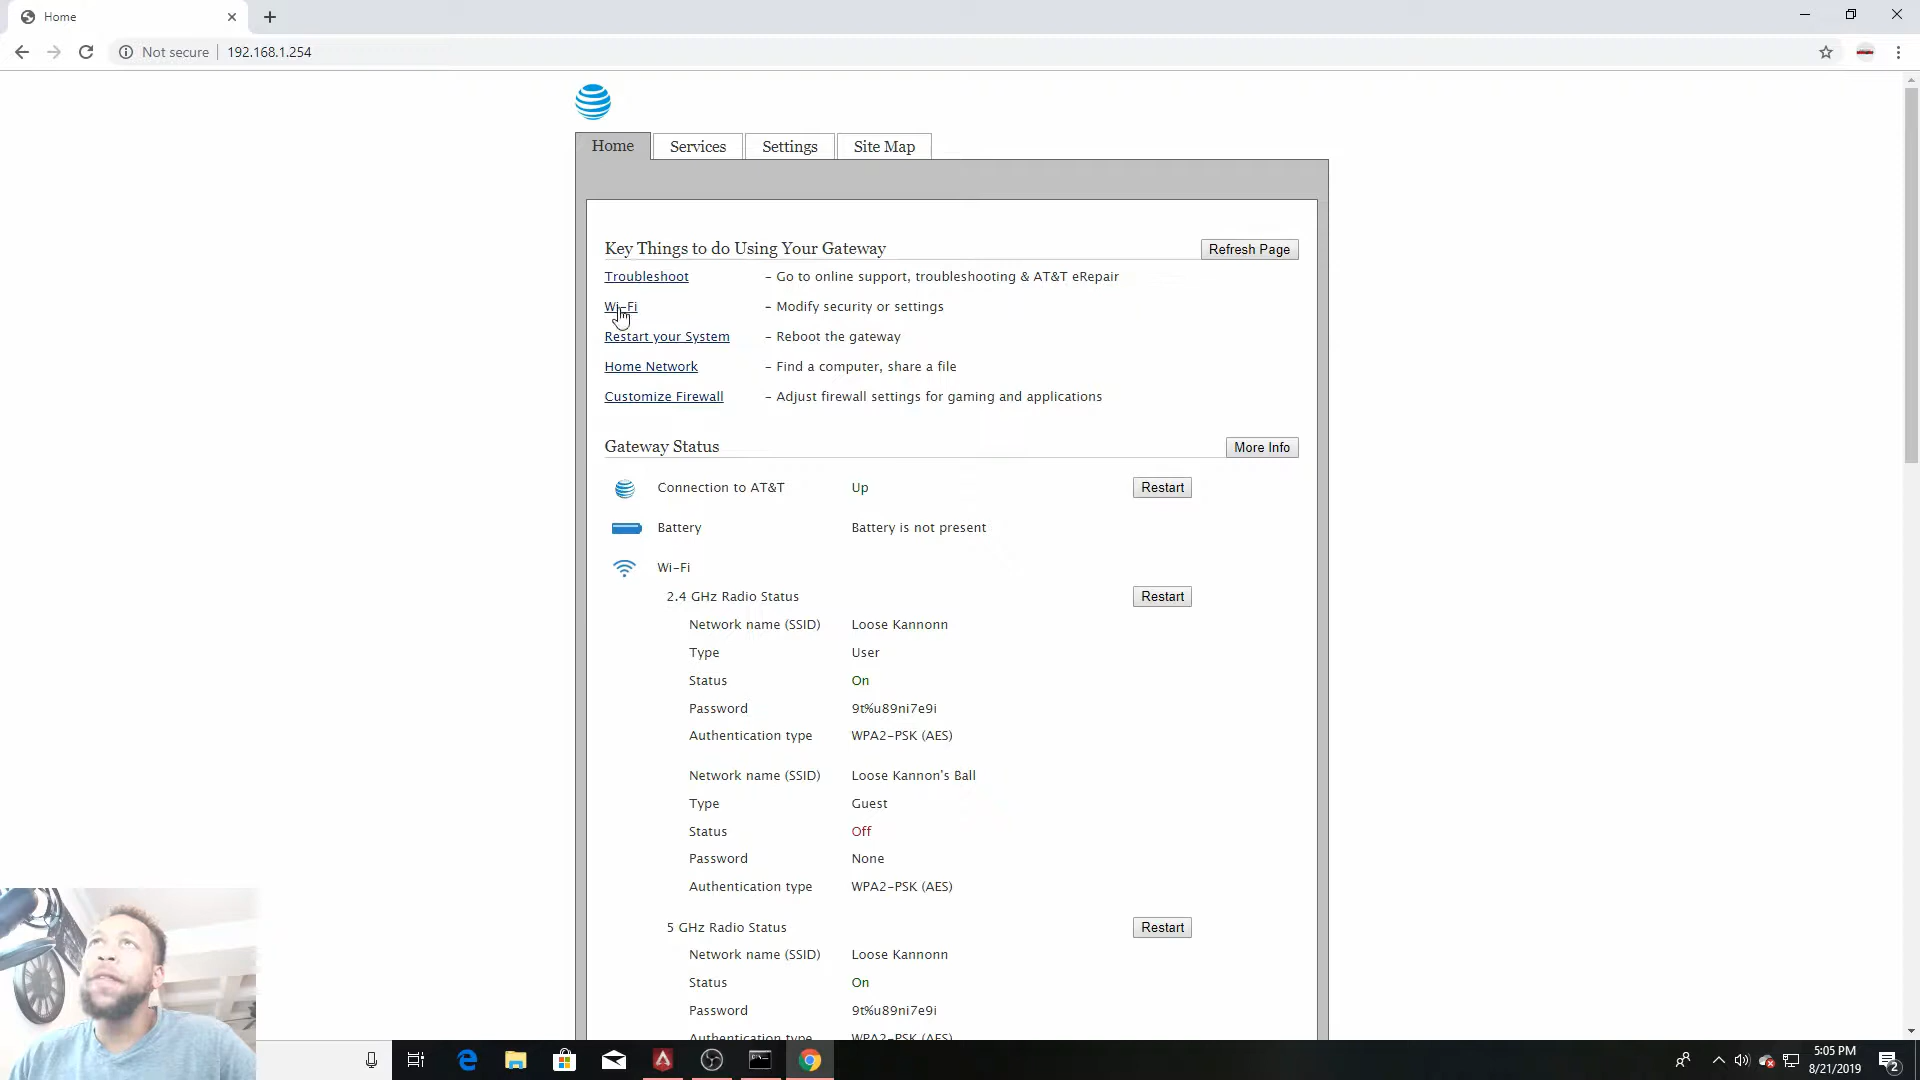 Home
Not secure
192.168.1.254
Home
Services
Settings
Site Map
Key Things to do Using Your Gateway
Refresh Page
Troubleshoot – Go to online support, troubleshooting & AT&T eRepair
Wi-Fi – Modify security or settings
Restart your System – Reboot the gateway
Home Network – Find a computer, share a file
Customize Firewall – Adjust firewall settings for gaming and applications
Gateway Status
More Info
Connection to AT&T Up Restart
Battery Battery is not present
Wi-Fi
2.4 GHz Radio Status Restart
Network name (SSID) Loose Kannonn
Type User
Status On
Password 9t%u89ni7e9i
Authentication type WPA2-PSK (AES)
Network name (SSID) Loose Kannon's Ball
Type Guest
Status Off
Password None
Authentication type WPA2-PSK (AES)
5 GHz Radio Status Restart
Network name (SSID) Loose Kannonn
Status On
Password 9t%u89ni7e9i
Authentication type WPA2-PSK (AES)
5:05 PM
8/21/2019
2